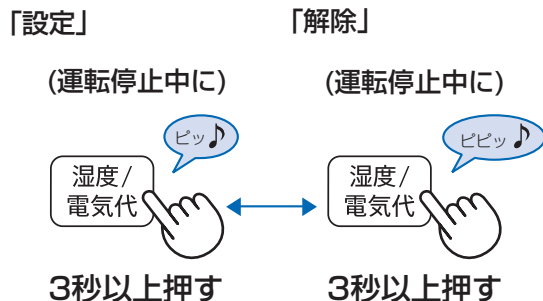 「設定」
「解除」
(運転停止中に)
(運転停止中に)
ピッ♪
ピピッ♪
湿度/
電気代
湿度/
電気代
3秒以上押す
3秒以上押す